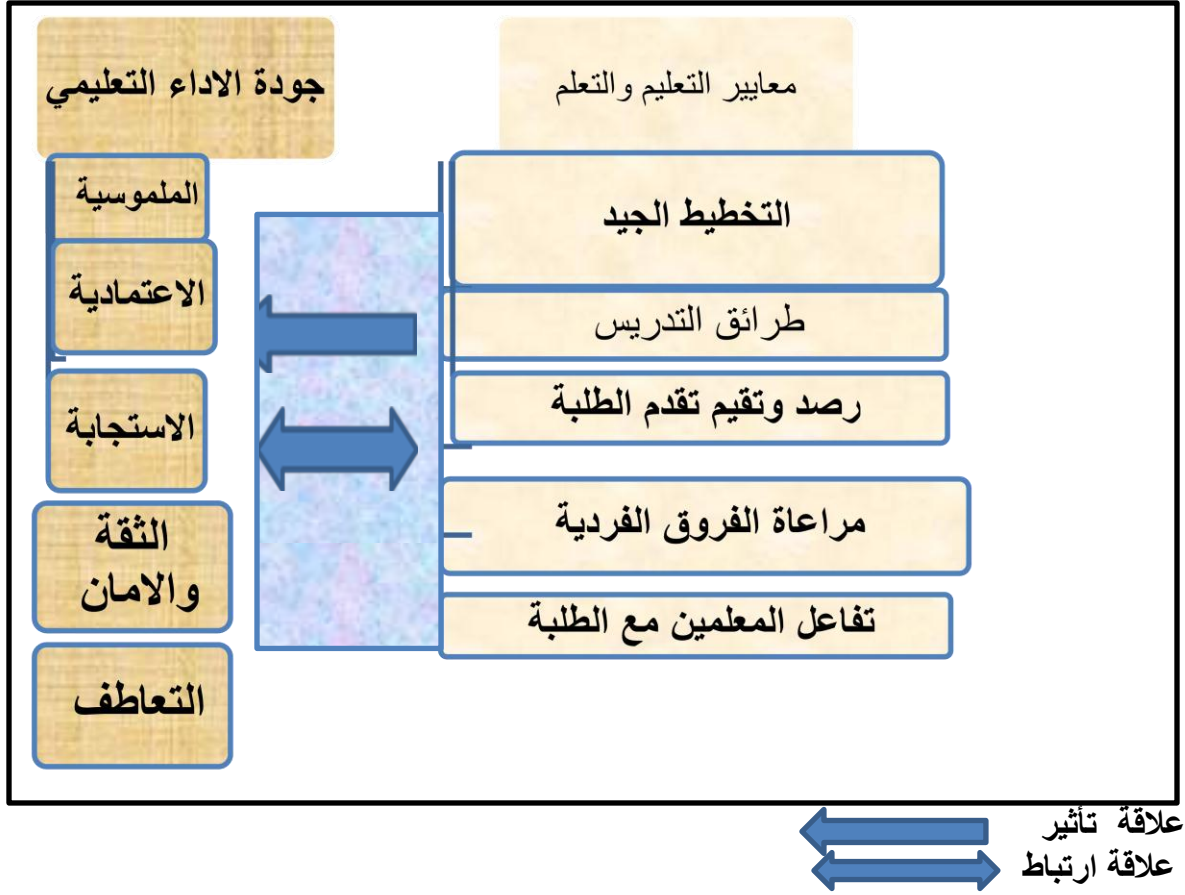 معايير التعليم والتعلم
التخطيط الجيد
طرائق التدريس
رصد وتقيم تقدم الطلبة
مراعاة الفروق الفردية
تفاعل المعلمين مع الطلبة
جودة الاداء التعليمي
الملموسية
الاعتمادية
الاستجابة
الثقة
والامان
التعاطف
علاقة تأثير
علاقة ارتباط